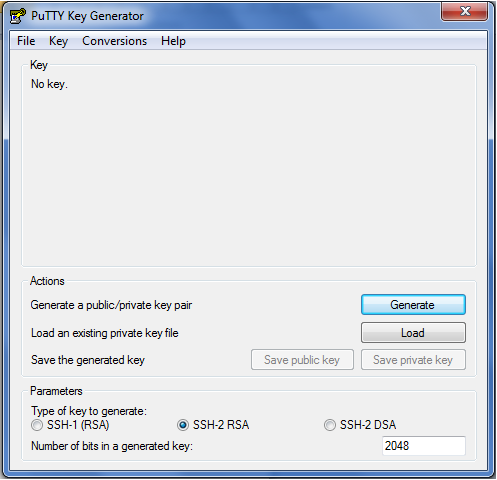 PuTTY Key Generator
File Key Conversions Help
Key
No key.
Actions
Generate a public/private key pair Generate
Load an existing private key file Load
Save the generated key Save public key Save private key
Parameters
Type of key to generate:
SSH-1 (RSA) SSH-2 RSA SSH-2 DSA
Number of bits in a generated key: 2048